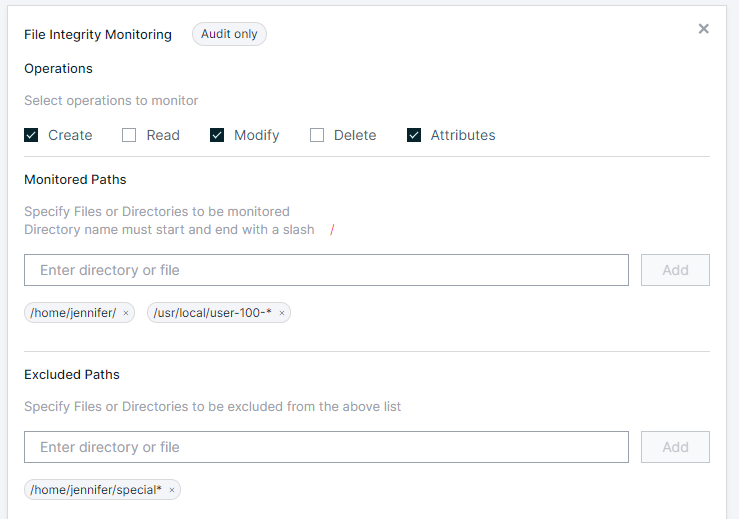 File Integrity Monitoring Audit only ×
Operations
Select operations to monitor
Create Read Modify Delete Attributes
Monitored Paths
Specify Files or Directories to be monitored
Directory name must start and end with a slash /
Enter directory or file Add
/home/jennifer/ × /usr/local/user-100-* ×
Excluded Paths
Specify Files or Directories to be excluded from the above list
Enter directory or file Add
/home/jennifer/special* ×